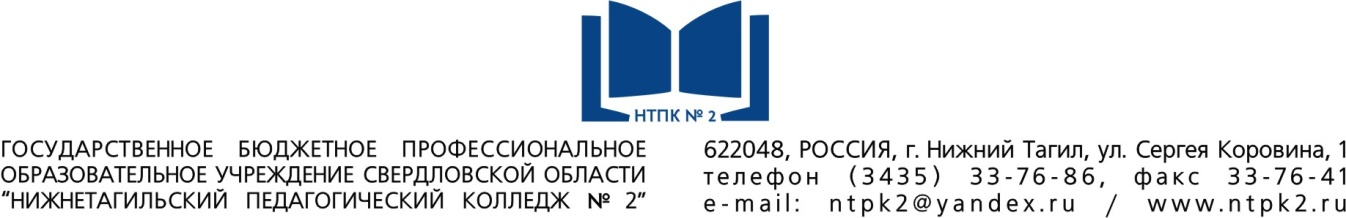 НТПК № 2
ГОСУДАРСТВЕННОЕ БЮДЖЕТНОЕ ПРОФЕССИОНАЛЬНОЕ
ОБРАЗОВАТЕЛЬНОЕ УЧРЕЖДЕНИЕ СВЕРДЛОВСКОЙ ОБЛАСТИ
“НИЖНЕТАГИЛЬСКИЙ ПЕДАГОГИЧЕСКИЙ КОЛЛЕДЖ № 2”
622048, РОССИЯ, г. Нижний Тагил, ул. Сергея Коровина, 1
телефон (3435) 33-76-86, факс 33-76-41
e-mail: ntpk2@yandex.ru / www.ntpk2.ru